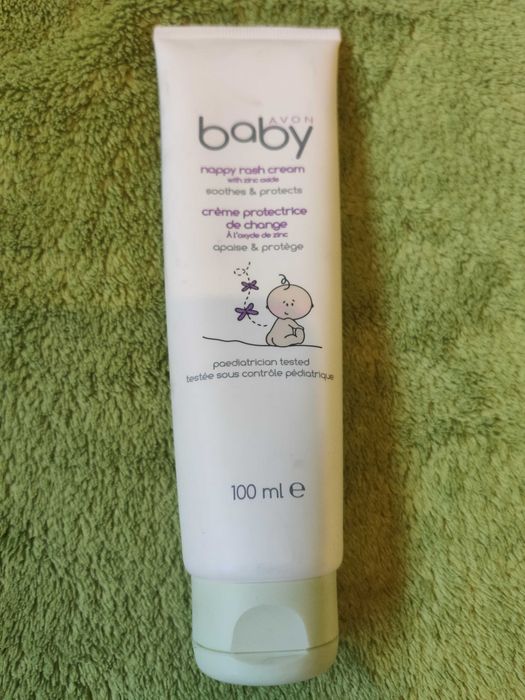 AVON
baby
nappy rash cream
with zinc oxide
soothes & protects
crème protectrice
de change
À l'oxyde de zinc
apaise & protège
paediatrician tested
testée sous contrôle pédiatrique
100 ml e